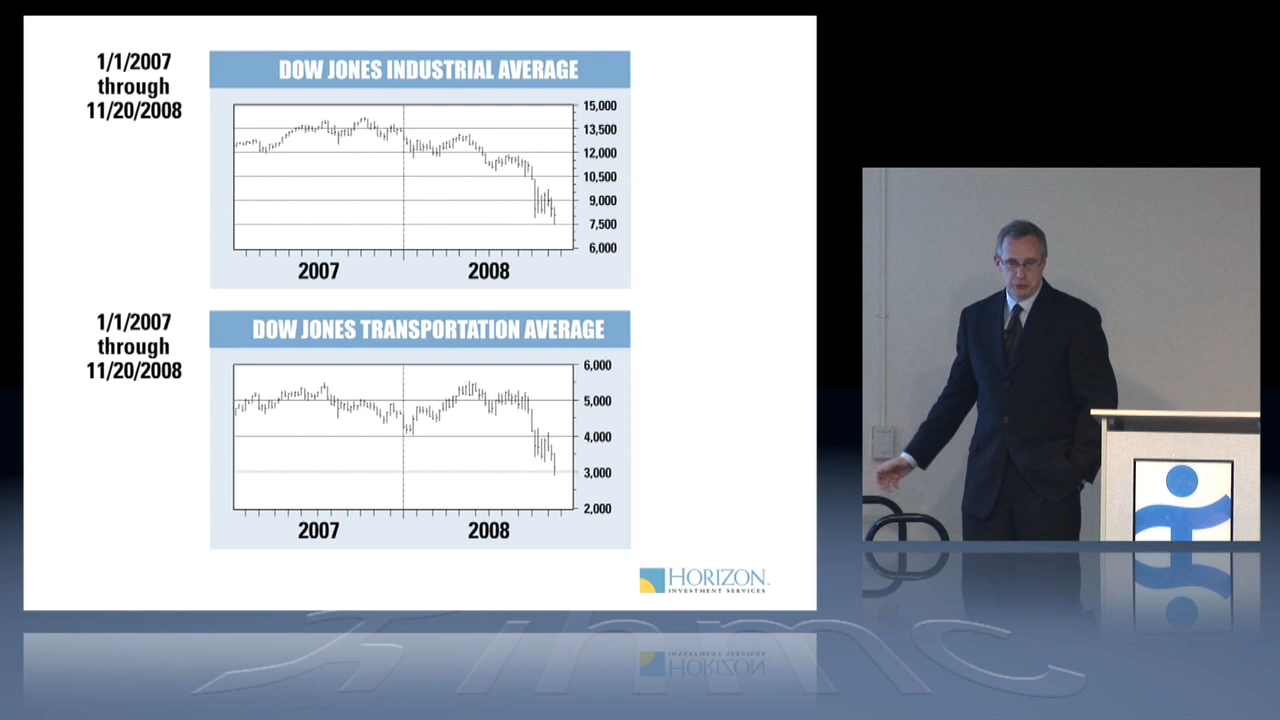 1/1/2007
through
11/20/2008
DOW JONES INDUSTRIAL AVERAGE
15,000
13,500
12,000
10,500
9,000
7,500
6,000
2007 2008
1/1/2007
through
11/20/2008
DOW JONES TRANSPORTATION AVERAGE
6,000
5,000
4,000
3,000
2,000
2007 2008
HORIZON
INVESTMENT SERVICES
ihmc